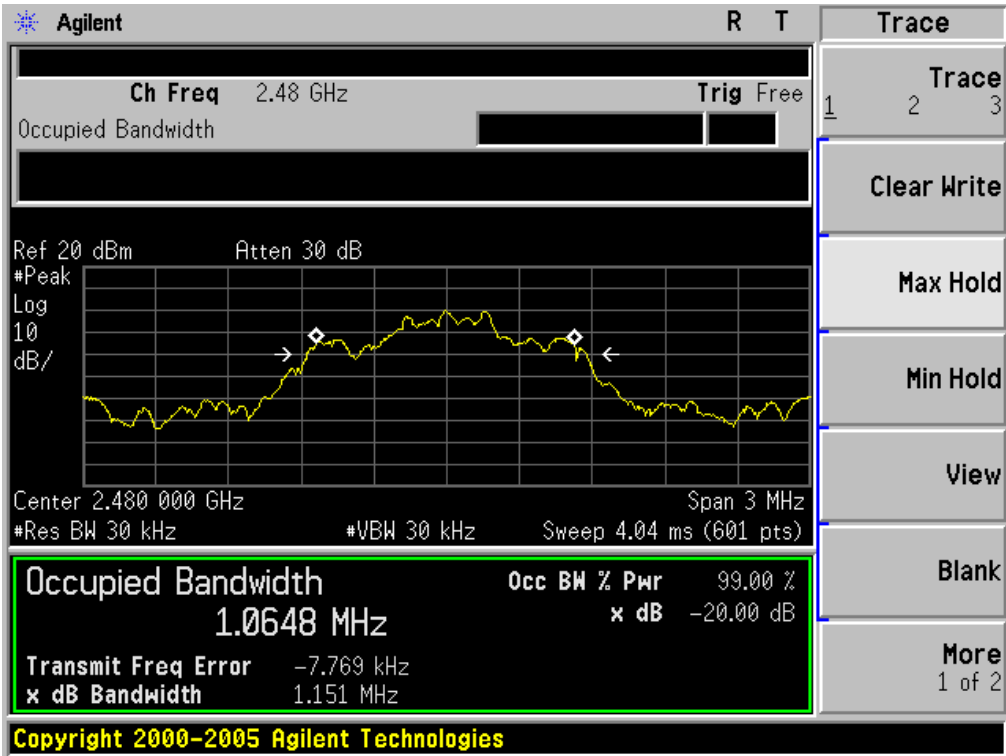 Agilent R T
Ch Freq 2.48 GHz Trig Free
Occupied Bandwidth
Ref 20 dBm Atten 30 dB
#Peak
Log
10
dB/
Center 2.480 000 GHz Span 3 MHz
#Res BW 30 kHz #VBW 30 kHz Sweep 4.04 ms (601 pts)
Occupied Bandwidth Occ BW % Pwr 99.00 %
1.0648 MHz x dB -20.00 dB
Transmit Freq Error -7.769 kHz
x dB Bandwidth 1.151 MHz
Copyright 2000-2005 Agilent Technologies
Trace
Trace
1 2 3
Clear Write
Max Hold
Min Hold
View
Blank
More
1 of 2